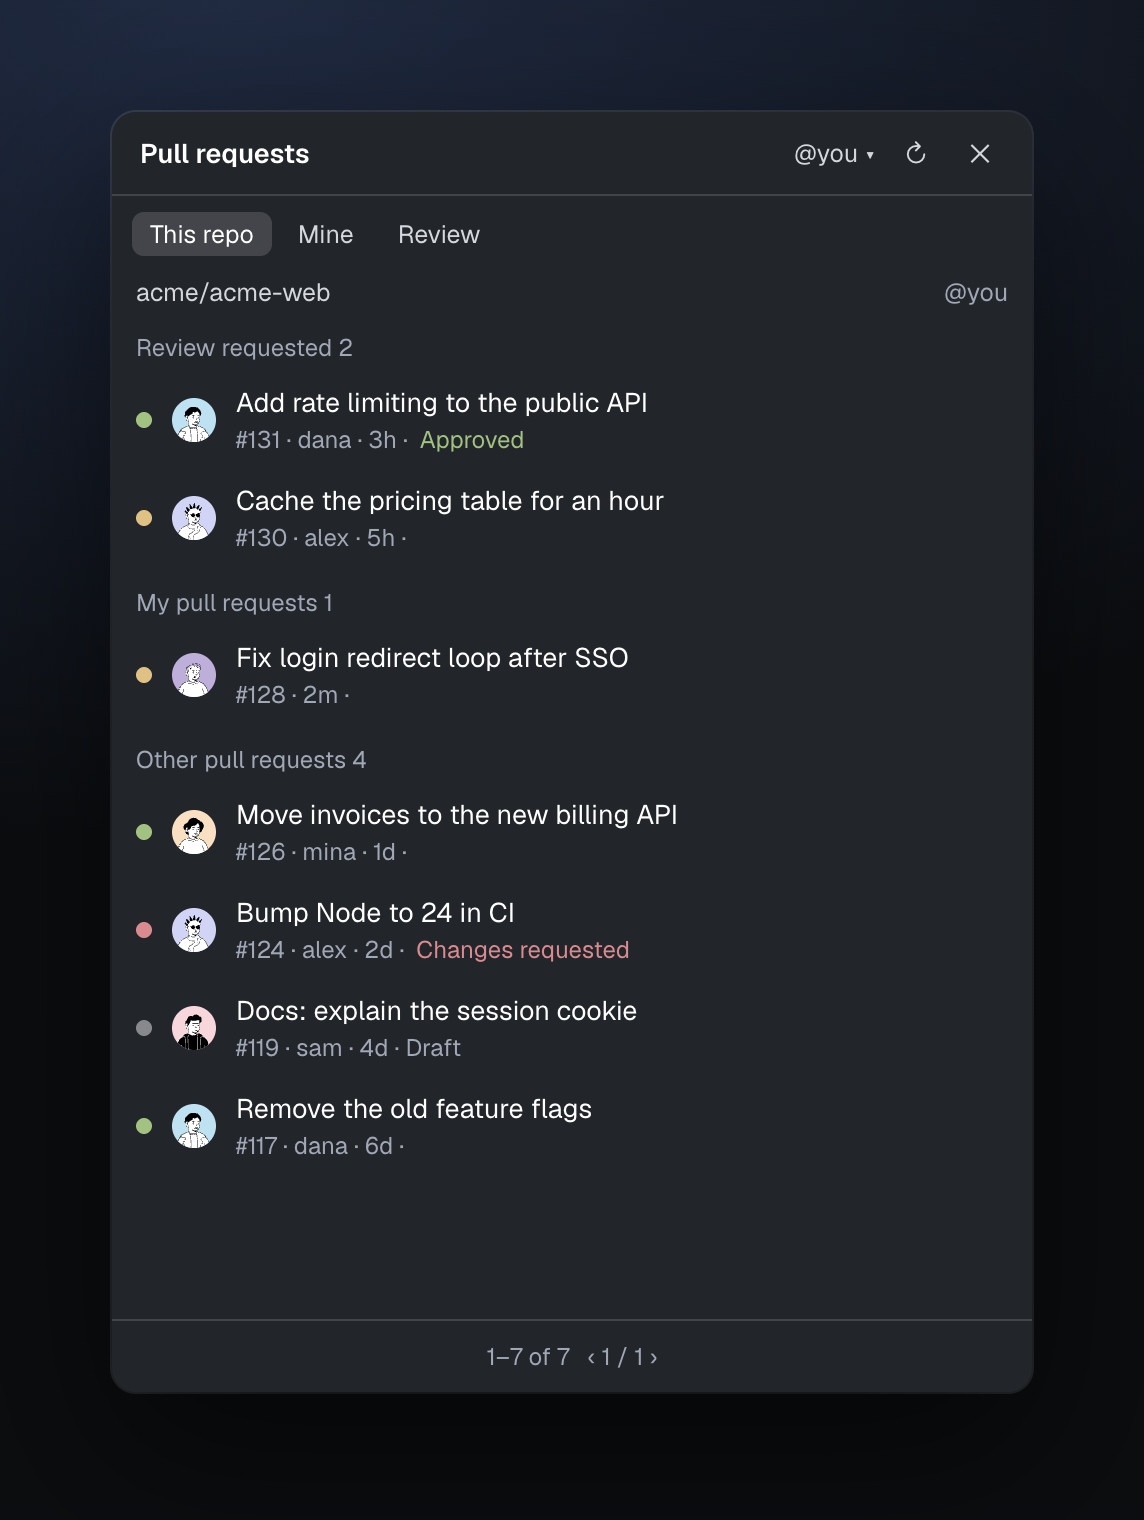 Pull requests
@you ▾
This repo
Mine
Review
acme/acme-web
@you
Review requested 2
Add rate limiting to the public API
#131 · dana · 3h · Approved
Cache the pricing table for an hour
#130 · alex · 5h ·
My pull requests 1
Fix login redirect loop after SSO
#128 · 2m ·
Other pull requests 4
Move invoices to the new billing API
#126 · mina · 1d ·
Bump Node to 24 in CI
#124 · alex · 2d · Changes requested
Docs: explain the session cookie
#119 · sam · 4d · Draft
Remove the old feature flags
#117 · dana · 6d ·
1–7 of 7 ‹ 1 / 1 ›